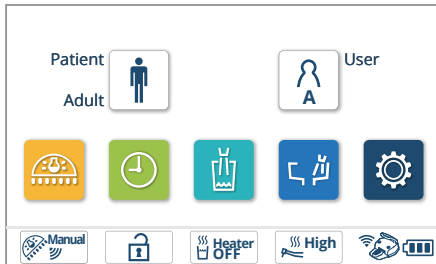 Patient
User
Adult
A
Manual
Heater
OFF
High